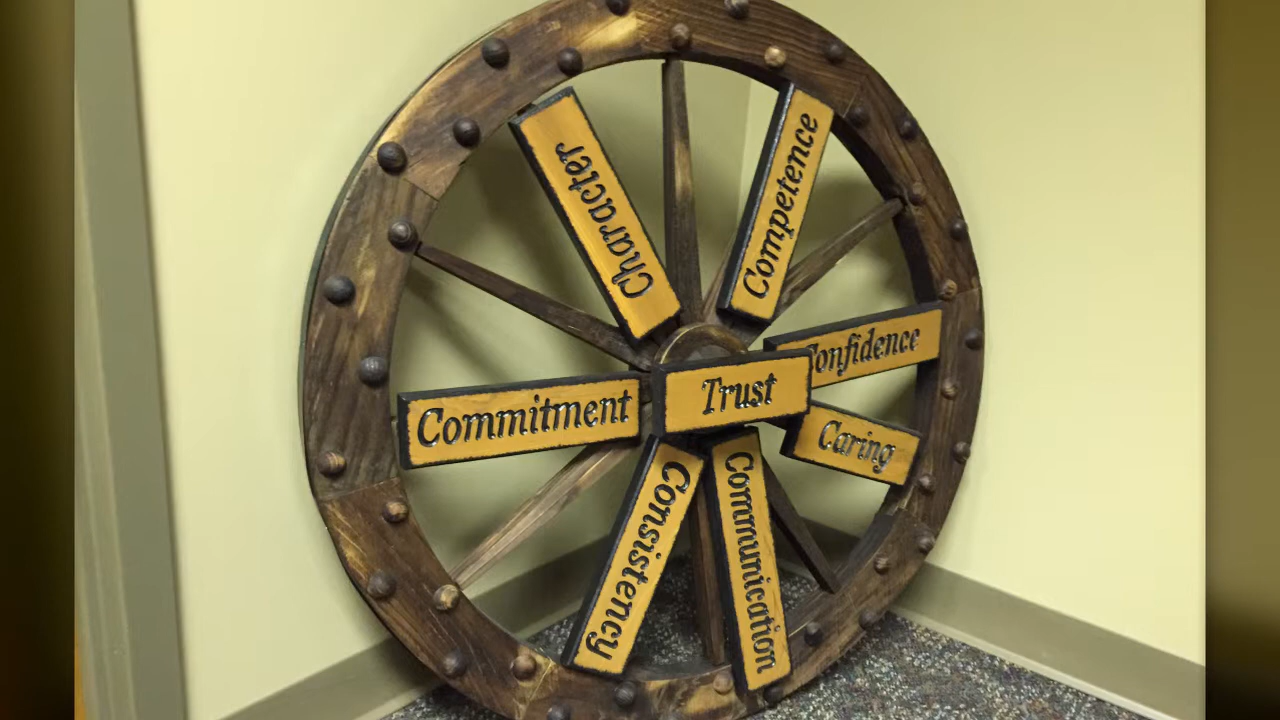 Character
Competence
Confidence
Trust
Commitment
Caring
Consistency
Communication